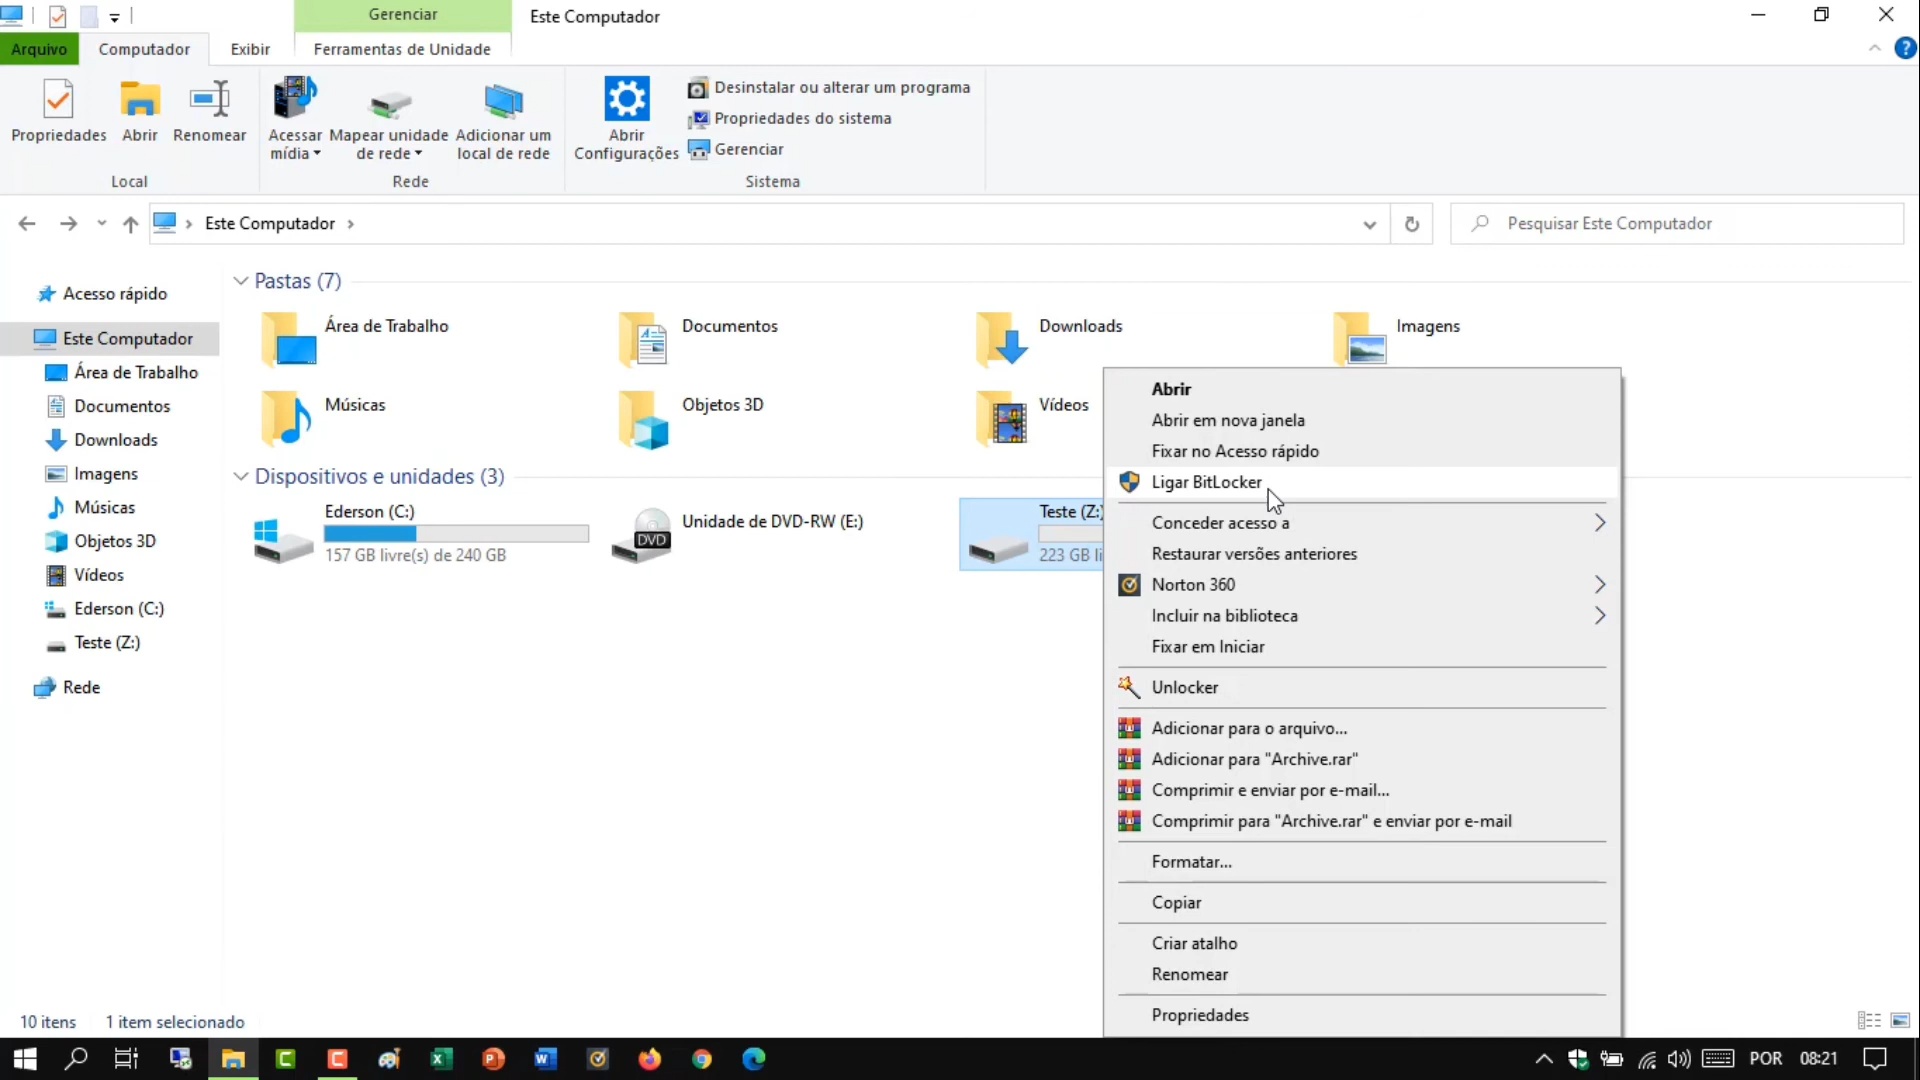 Gerenciar
Este Computador
Arquivo
Computador
Exibir
Ferramentas de Unidade
Propriedades
Abrir
Renomear
Local
Acessar
mídia
Mapear unidade
de rede
Adicionar um
local de rede
Rede
Abrir
Configurações
Desinstalar ou alterar um programa
Propriedades do sistema
Gerenciar
Sistema
Este Computador
Pesquisar Este Computador
Acesso rápido
Este Computador
Área de Trabalho
Documentos
Downloads
Imagens
Músicas
Objetos 3D
Vídeos
Ederson (C:)
Teste (Z:)
Rede
Pastas (7)
Área de Trabalho
Documentos
Downloads
Imagens
Músicas
Objetos 3D
Vídeos
Dispositivos e unidades (3)
Ederson (C:)
157 GB livre(s) de 240 GB
DVD
Unidade de DVD-RW (E:)
Teste (Z:)
223 GB li
Abrir
Abrir em nova janela
Fixar no Acesso rápido
Ligar BitLocker
Conceder acesso a
Restaurar versões anteriores
Norton 360
Incluir na biblioteca
Fixar em Iniciar
Unlocker
Adicionar para o arquivo...
Adicionar para "Archive.rar"
Comprimir e enviar por e-mail...
Comprimir para "Archive.rar" e enviar por e-mail
Formatar...
Copiar
Criar atalho
Renomear
Propriedades
10 itens
1 item selecionado
POR
08:21